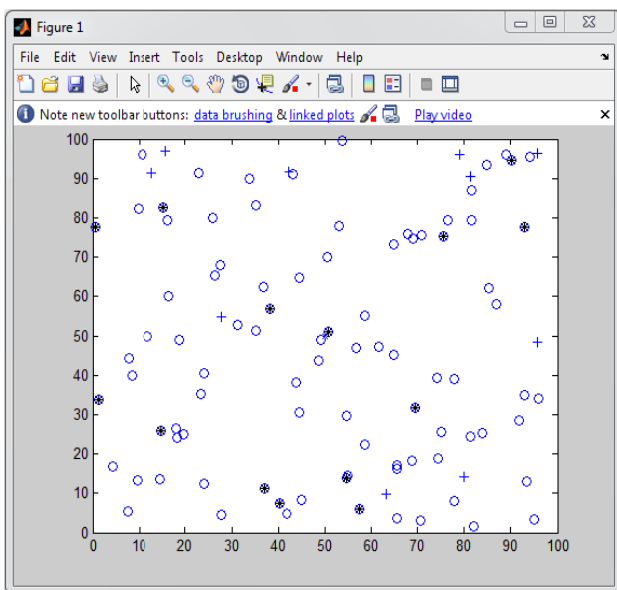 Figure 1
File Edit View Insert Tools Desktop Window Help
Note new toolbar buttons: data brushing & linked plots Play video
100
90
80
70
60
50
40
30
20
10
0
0 10 20 30 40 50 60 70 80 90 100